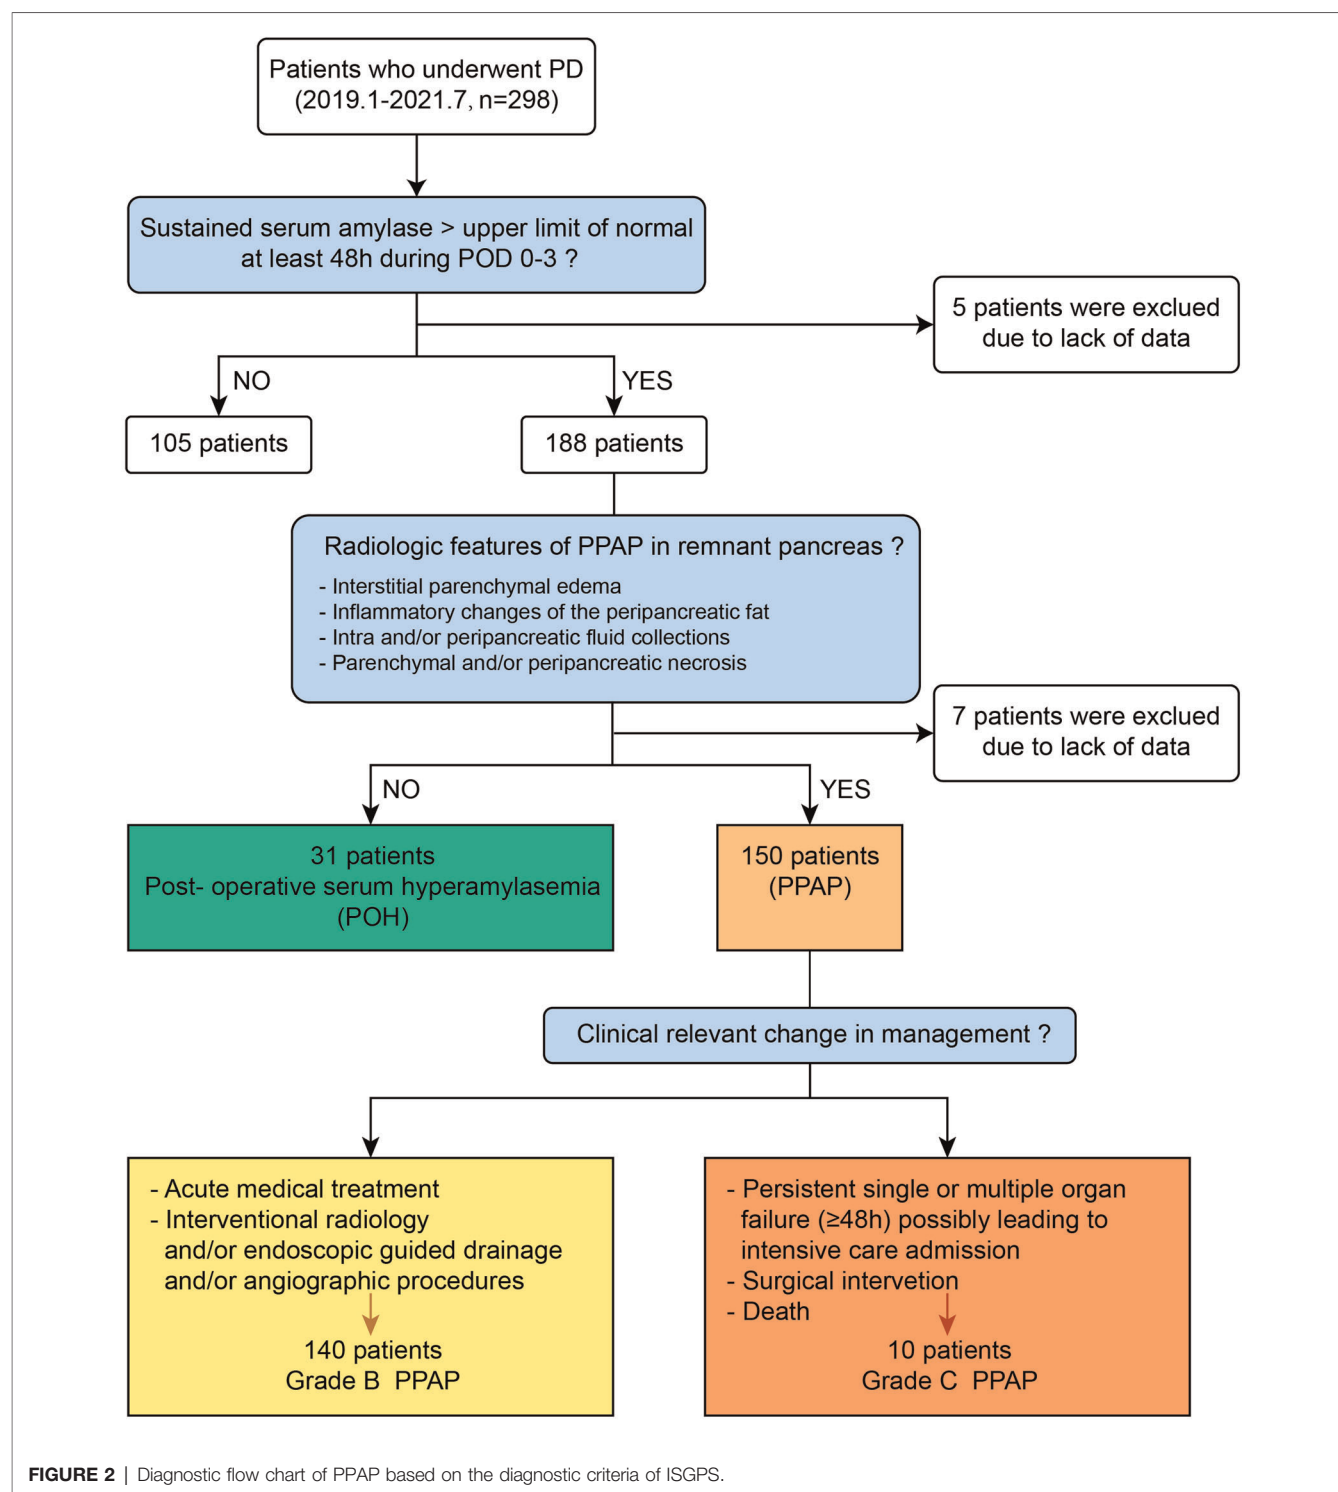 Patients who underwent PD
(2019.1-2021.7, n=298)
Sustained serum amylase > upper limit of normal
at least 48h during POD 0-3 ?
5 patients were exclued
due to lack of data
NO
YES
105 patients
188 patients
Radiologic features of PPAP in remnant pancreas ?
- Interstitial parenchymal edema
- Inflammatory changes of the peripancreatic fat
- Intra and/or peripancreatic fluid collections
- Parenchymal and/or peripancreatic necrosis
7 patients were exclued
due to lack of data
NO
YES
31 patients
Post- operative serum hyperamylasemia
(POH)
150 patients
(PPAP)
Clinical relevant change in management ?
- Acute medical treatment
- Interventional radiology
and/or endoscopic guided drainage
and/or angiographic procedures
140 patients
Grade B PPAP
- Persistent single or multiple organ
failure (≥48h) possibly leading to
intensive care admission
- Surgical intervetion
- Death
10 patients
Grade C PPAP
FIGURE 2 | Diagnostic flow chart of PPAP based on the diagnostic criteria of ISGPS.